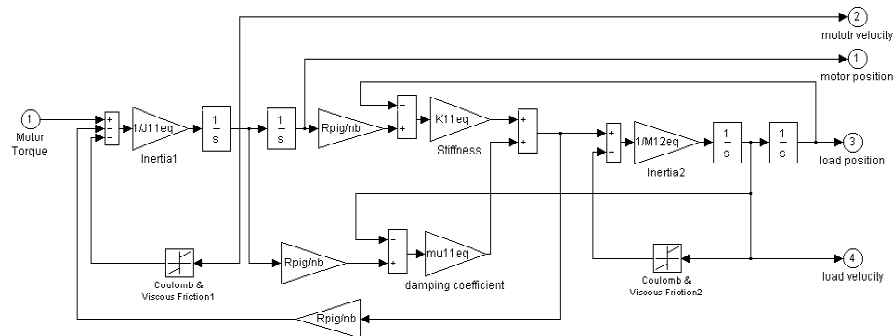 2
mototr velocity
1
motor position
1
Motor
Torque
+
−
−
1/J11eq
Inertia1
1
s
1
s
Rpig/nb
−
+
K11eq
Stiffness
+
+
+
−
1/M12eq
Inertia2
1
s
1
s
3
load position
Rpig/nb
−
+
mu11eq
damping coefficient
Coulomb &
Viscous Friction1
Coulomb &
Viscous Friction2
4
load velocity
Rpig/nb